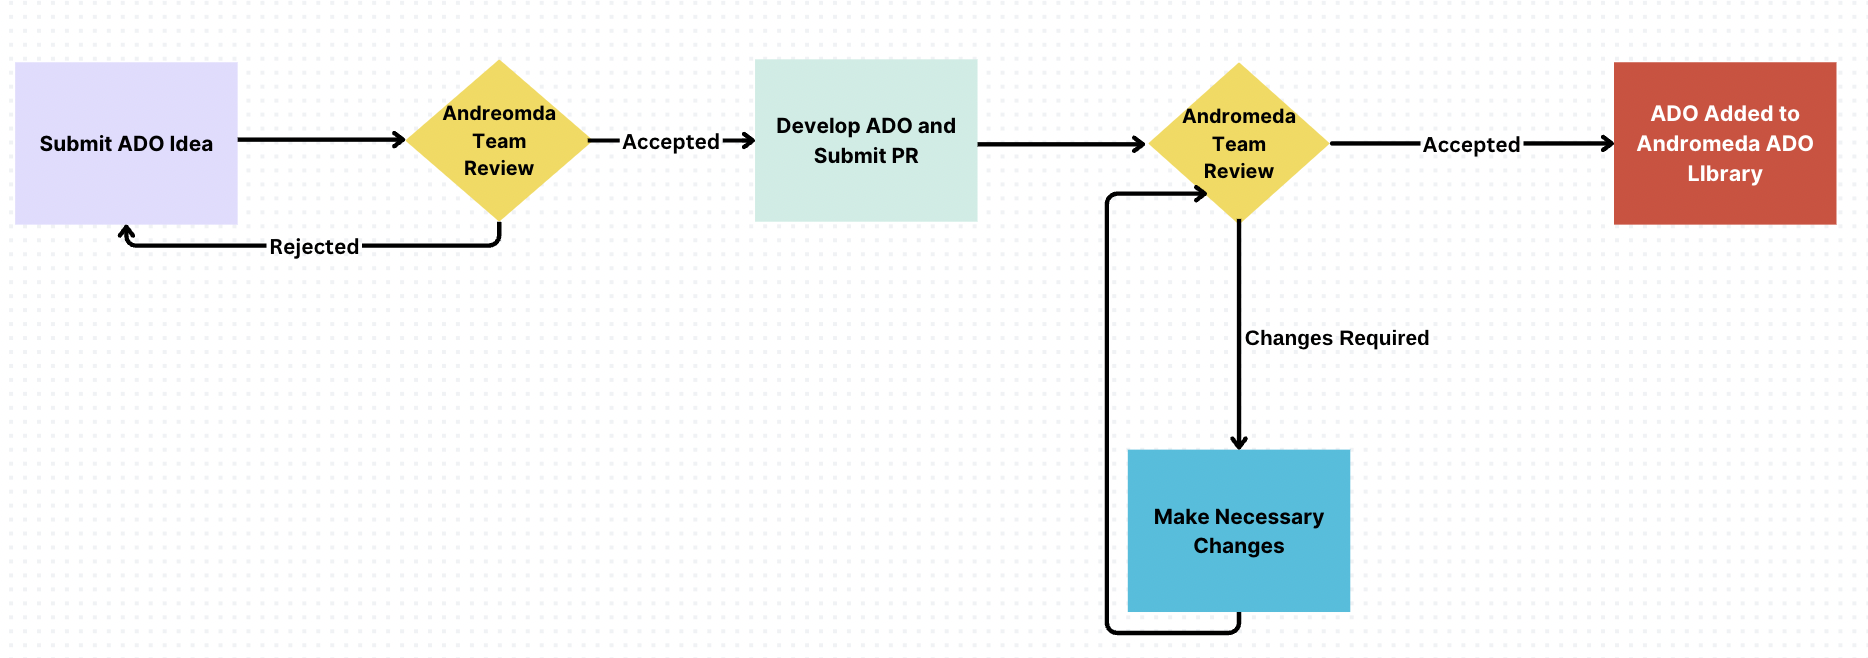 Submit ADO Idea
Andreomda
Team
Review
Accepted
Rejected
Develop ADO and
Submit PR
Andromeda
Team
Review
Accepted
ADO Added to
Andromeda ADO
LIbrary
Changes Required
Make Necessary
Changes